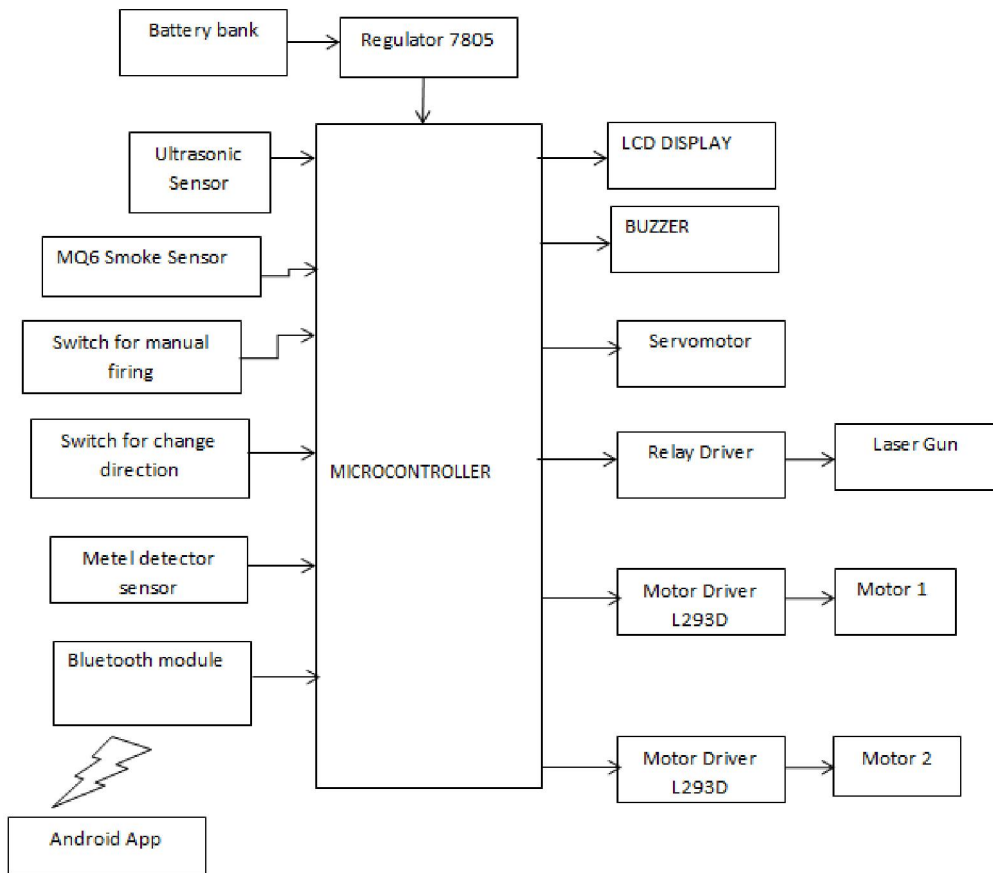 Battery bank
Regulator 7805
Ultrasonic
Sensor
LCD DISPLAY
BUZZER
MQ6 Smoke Sensor
Switch for manual
firing
Servomotor
Switch for change
direction
MICROCONTROLLER
Relay Driver
Laser Gun
Metel detector
sensor
Motor Driver
L293D
Motor 1
Bluetooth module
Motor Driver
L293D
Motor 2
Android App